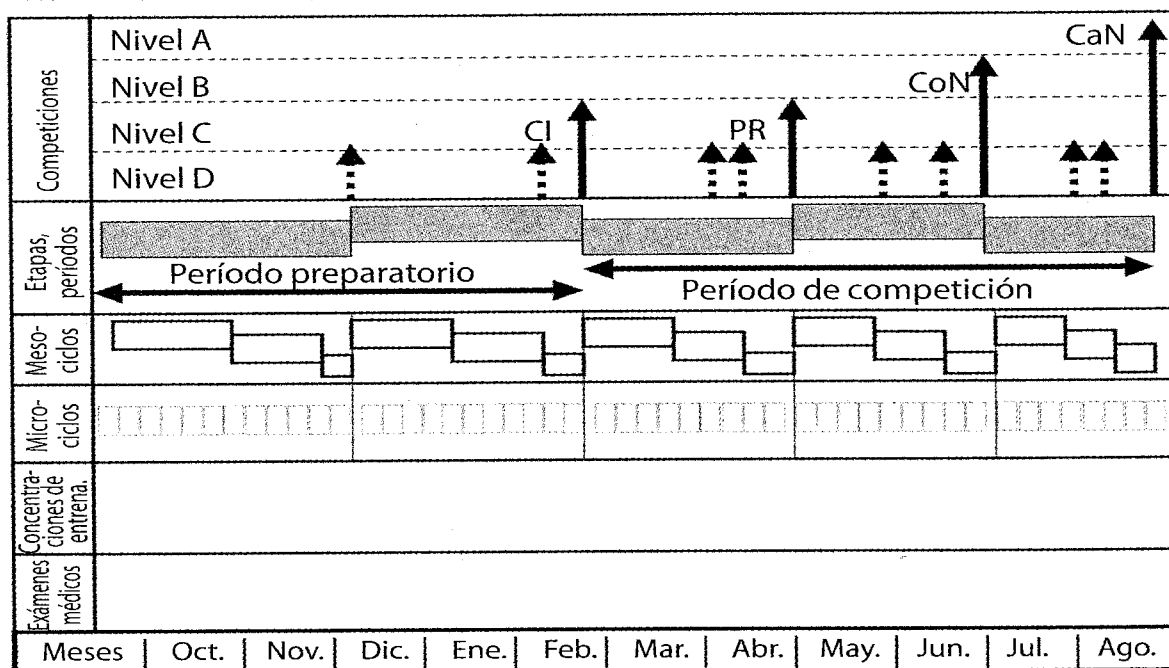 Competiciones
Nivel A
CaN
Nivel B
CoN
Nivel C
CI
PR
Nivel D
Etapas,
períodos
Período preparatorio
Período de competición
Meso-
ciclos
Micro-
ciclos
Concentra-
ciones de
entrena.
Exámenes
médicos
Meses Oct. Nov. Dic. Ene. Feb. Mar. Abr. May. Jun. Jul. Ago.